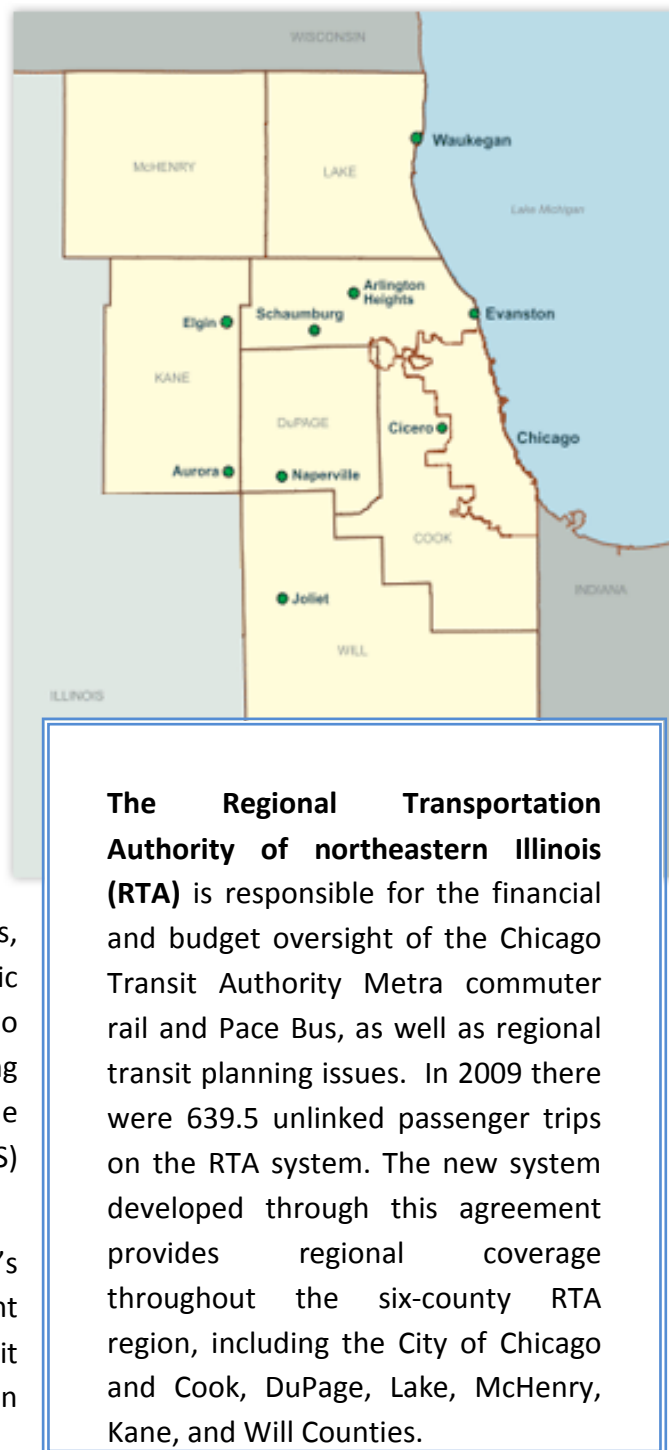 WISCONSIN
McHENRY
LAKE
Waukegan
Lake Michigan
Elgin
Schaumburg
Arlington
Heights
Evanston
KANE
DuPAGE
Cicero
Chicago
Aurora
Naperville
COOK
INDIANA
Joliet
WILL
ILLINOIS
The Regional Transportation
Authority of northeastern Illinois
(RTA) is responsible for the financial
and budget oversight of the Chicago
Transit Authority Metra commuter
rail and Pace Bus, as well as regional
transit planning issues. In 2009 there
were 639.5 unlinked passenger trips
on the RTA system. The new system
developed through this agreement
provides regional coverage
throughout the six-county RTA
region, including the City of Chicago
and Cook, DuPage, Lake, McHenry,
Kane, and Will Counties.